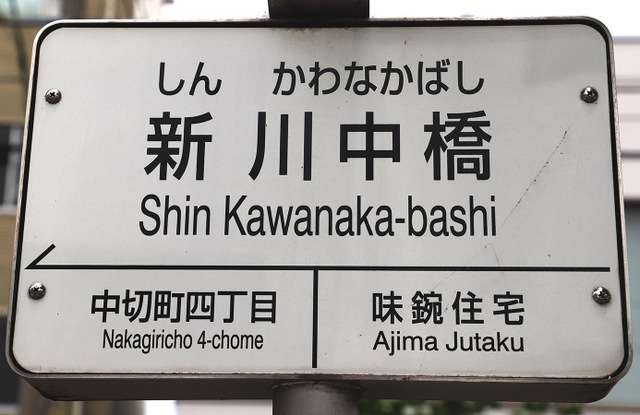 しん かわなかばし
新川中橋
Shin Kawanaka-bashi
中切町四丁目
Nakagiricho 4-chome
味鋺住宅
Ajima Jutaku